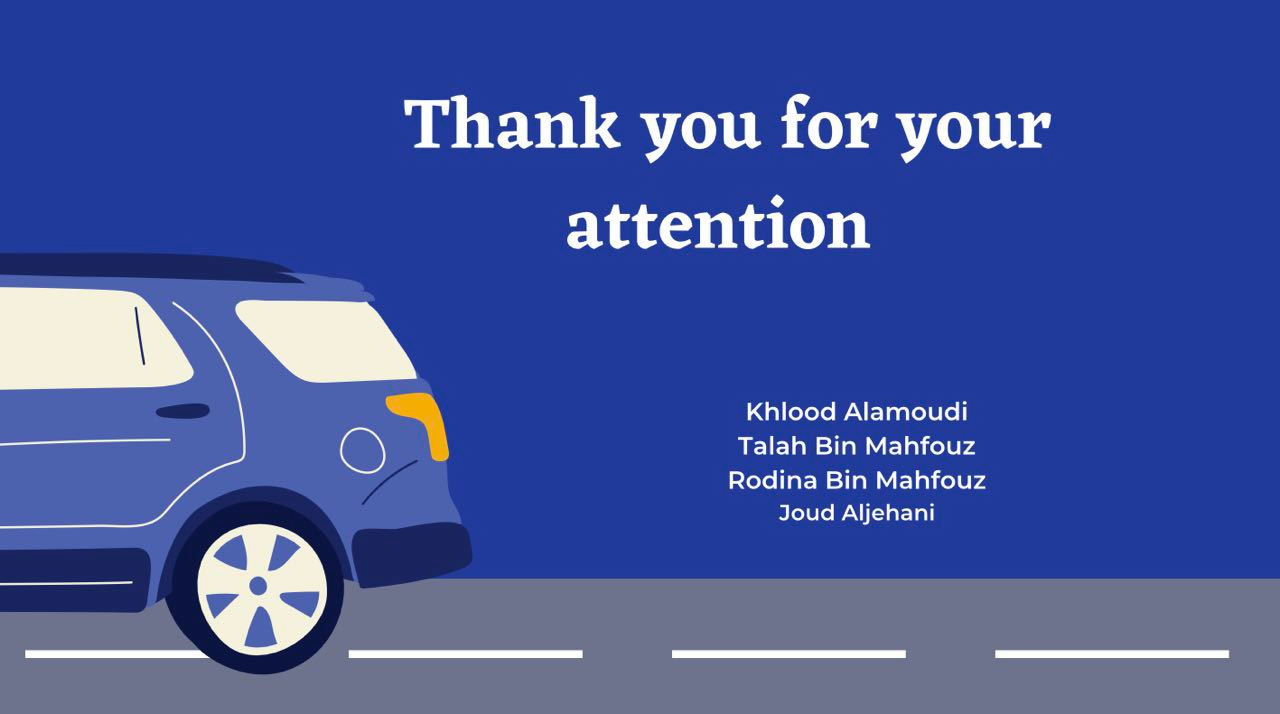 Thank you for your
attention
Khlood Alamoudi
Talah Bin Mahfouz
Rodina Bin Mahfouz
Joud Aljehani